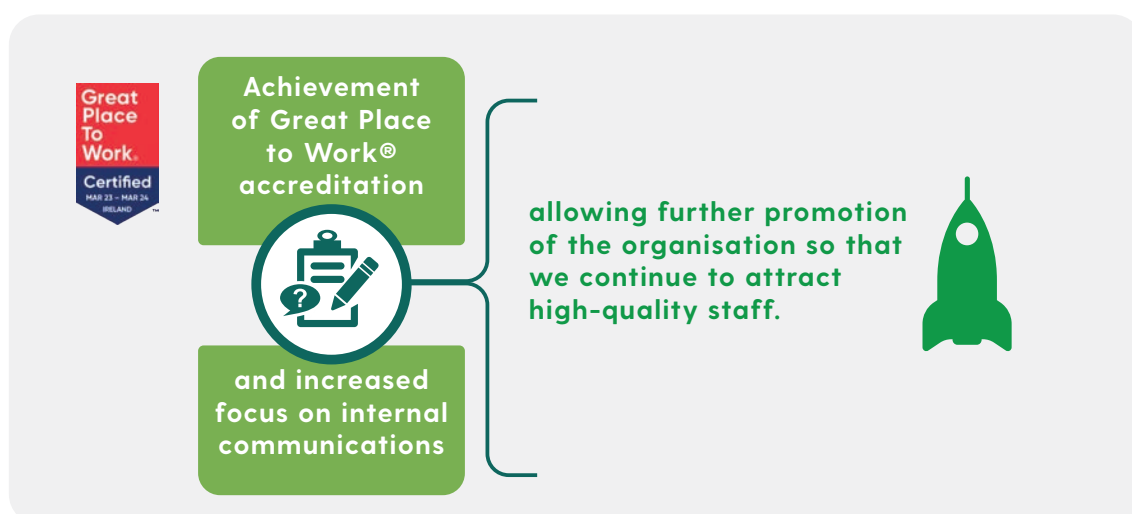 Great
Place
To
Work.
Certified
MAR 23 – MAR 24
IRELAND ™
Achievement
of Great Place
to Work®
accreditation
?
and increased
focus on internal
communications
allowing further promotion
of the organisation so that
we continue to attract
high-quality staff.